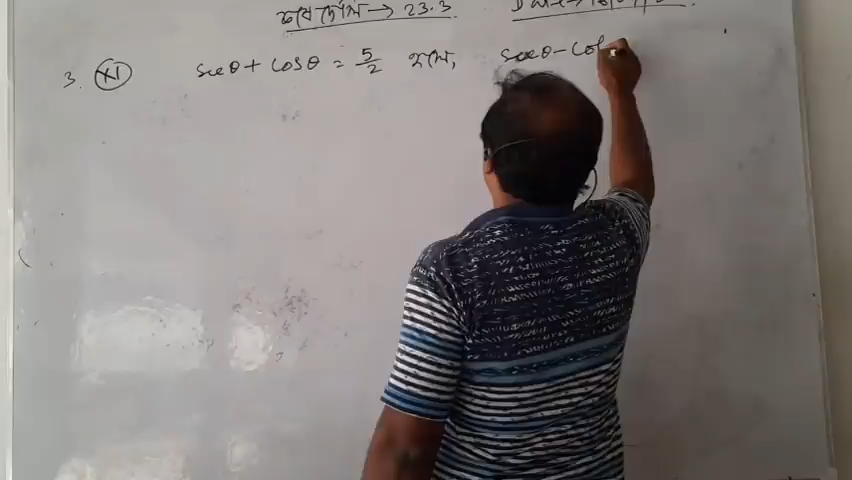 কষে দেখি → 23.3
3. (XI) secθ + cosθ = 5/2 হলে, secθ - cos